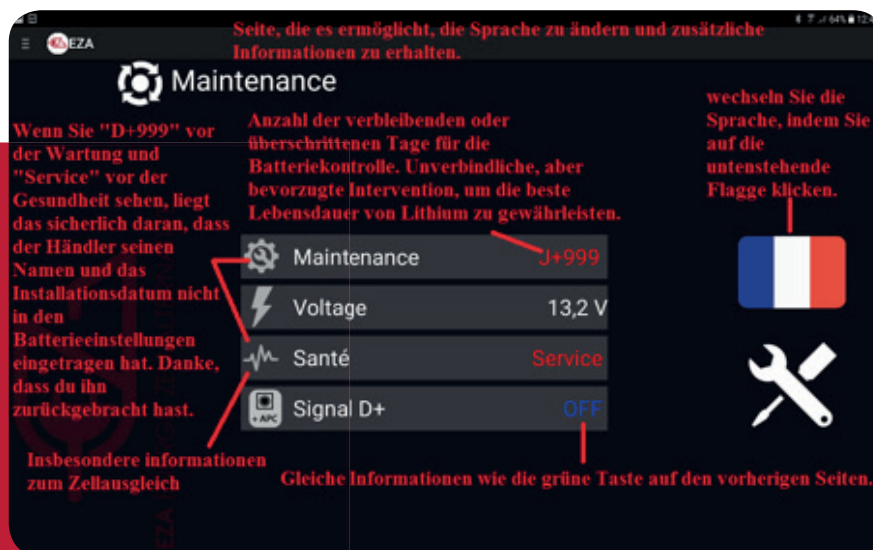 64% 12:4
EZA
Seite, die es ermöglicht, die Sprache zu ändern und zusätzliche
Informationen zu erhalten.
Maintenance
Wenn Sie "D+999" vor
der Wartung und
"Service" vor der
Gesundheit sehen, liegt
das sicherlich daran, dass
der Händler seinen
Namen und das
Installationsdatum nicht
in den
Batterieeinstellungen
eingetragen hat. Danke,
dass du ihn
zurückgebracht hast.
Anzahl der verbleibenden oder
überschrittenen Tage für die
Batteriekontrolle. Unverbindliche, aber
bevorzugte Intervention, um die beste
Lebensdauer von Lithium zu gewährleisten.
wechseln Sie die
Sprache, indem Sie
auf die
untenstehende
Flagge klicken.
Maintenance J+999
Voltage 13,2 V
Santé Service
+ APC Signal D+ OFF
Insbesondere informationen
zum Zellausgleich
Gleiche Informationen wie die grüne Taste auf den vorherigen Seiten.
EZA